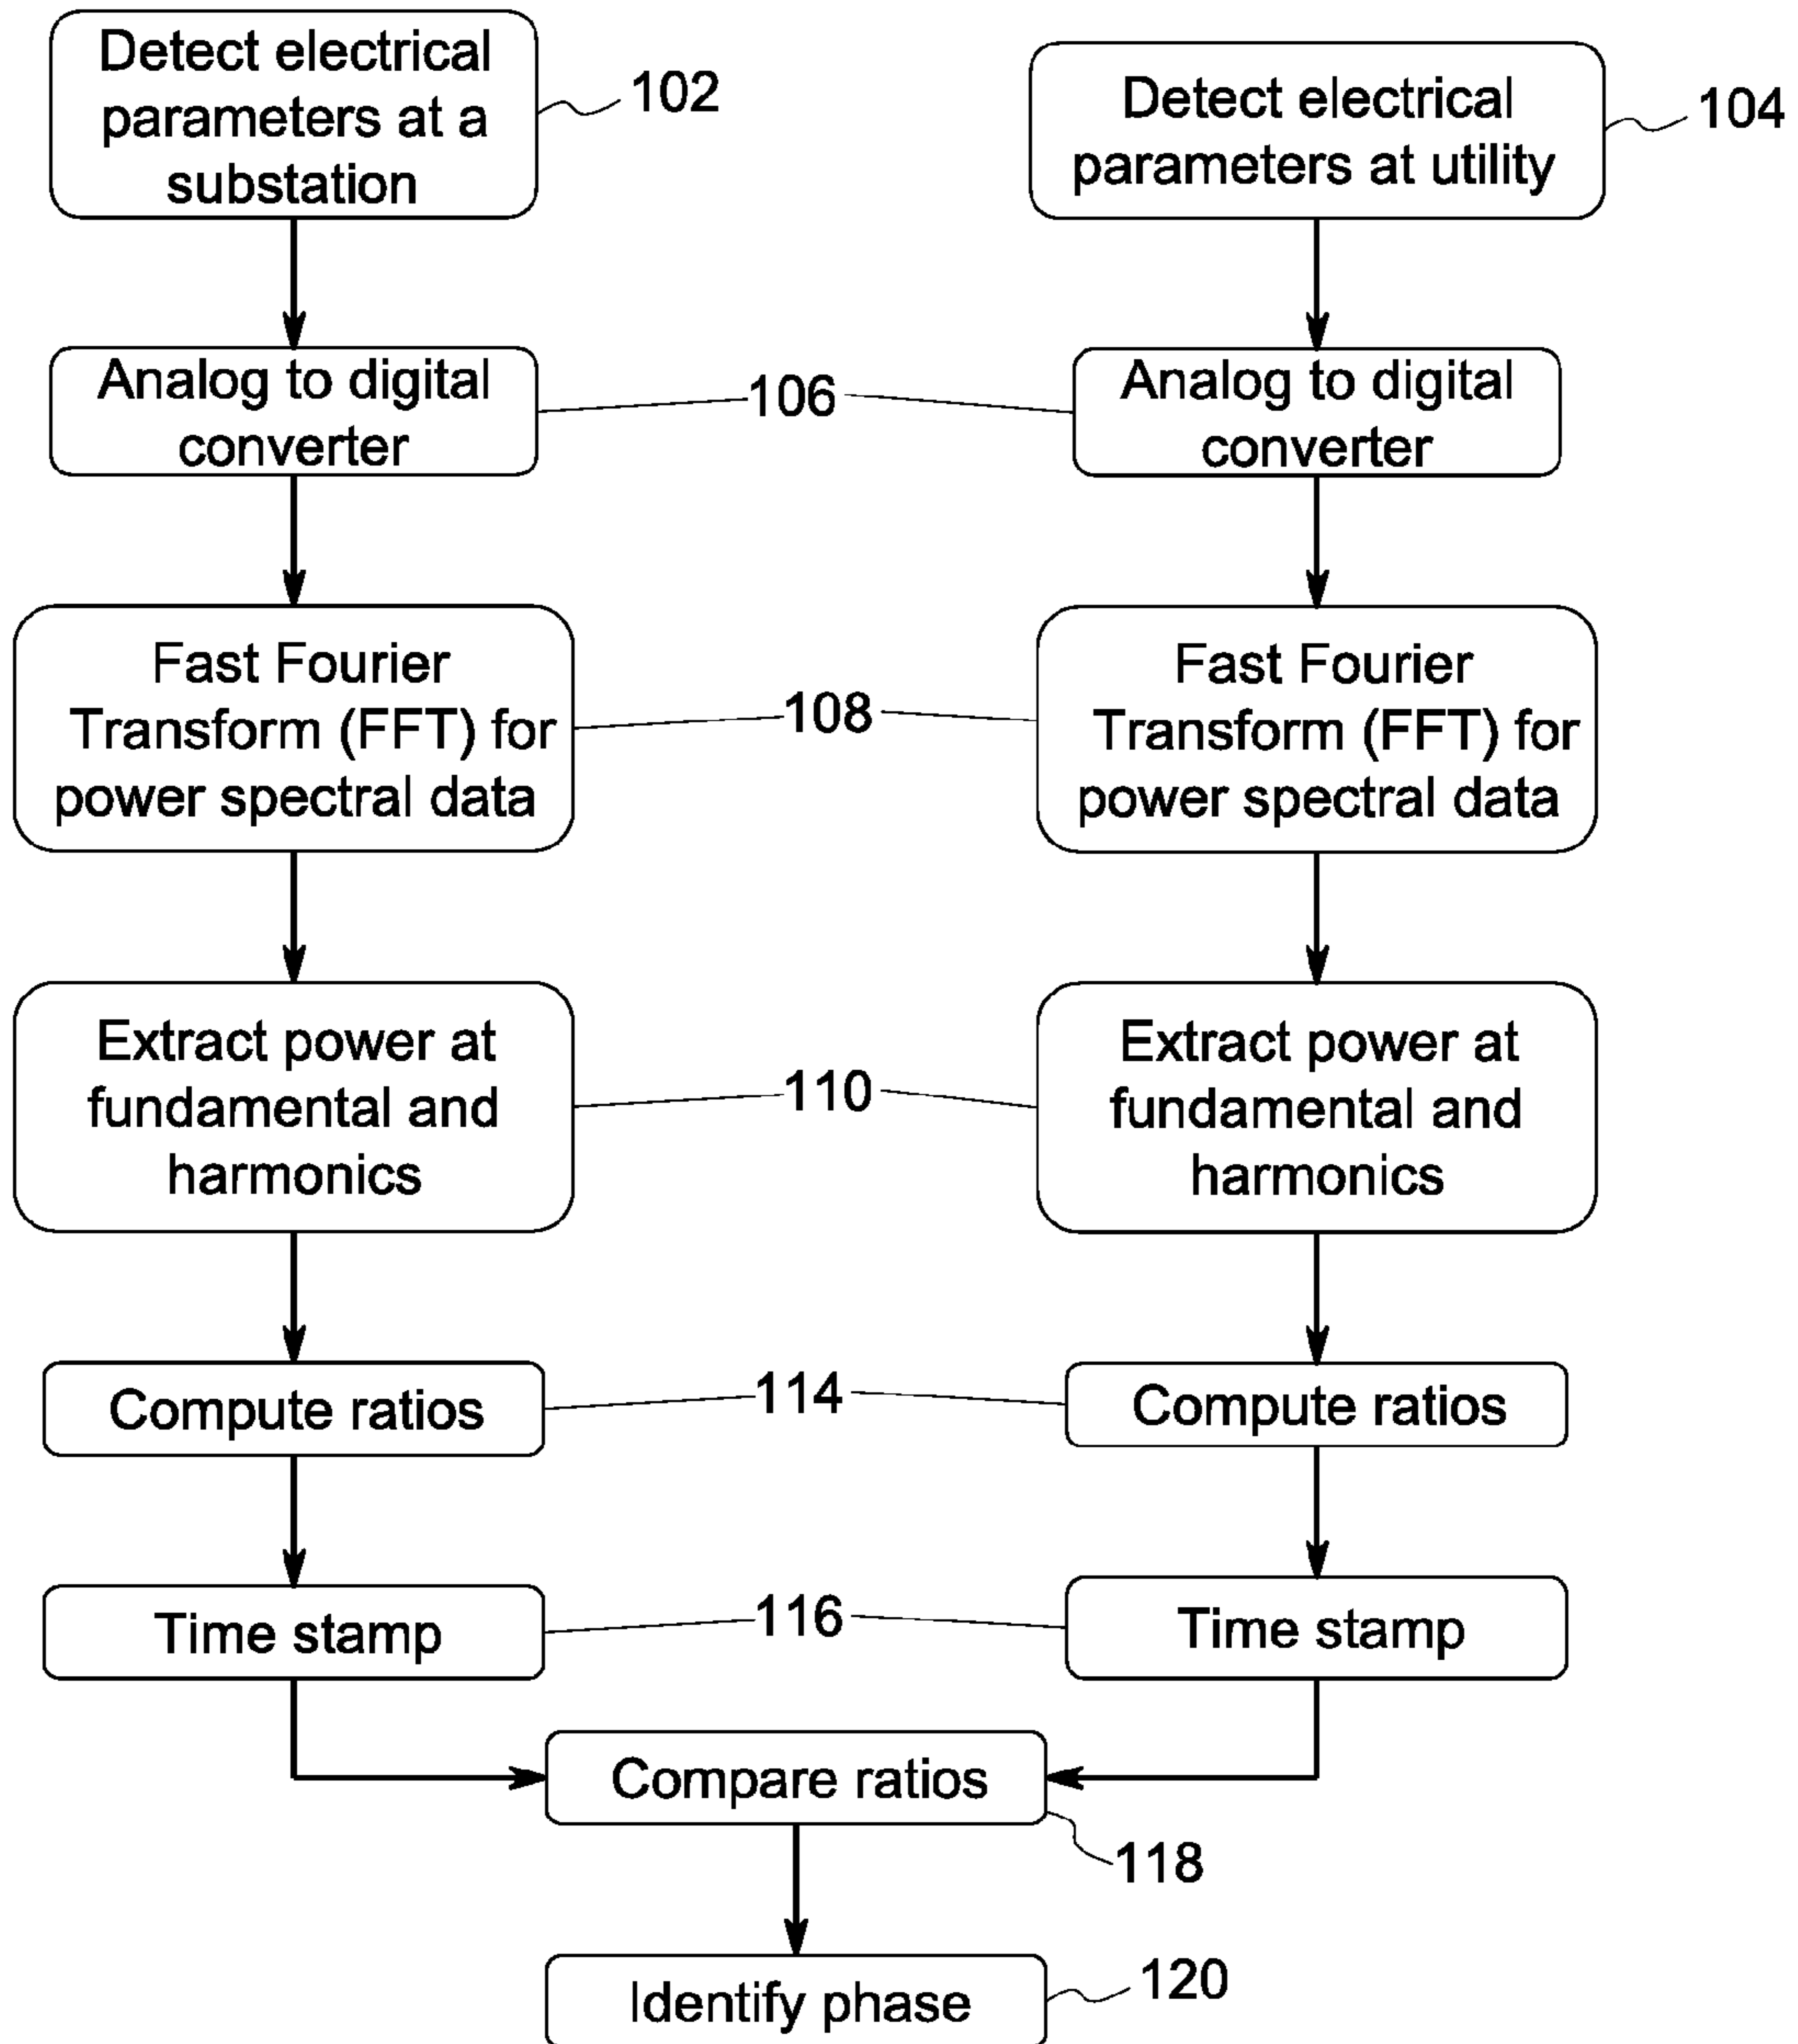 Detect electrical
parameters at a
substation
102
Detect electrical
parameters at utility
104
Analog to digital
converter
106
Analog to digital
converter
Fast Fourier
Transform (FFT) for
power spectral data
108
Fast Fourier
Transform (FFT) for
power spectral data
Extract power at
fundamental and
harmonics
110
Extract power at
fundamental and
harmonics
Compute ratios
114
Compute ratios
Time stamp
116
Time stamp
Compare ratios
118
Identify phase
120